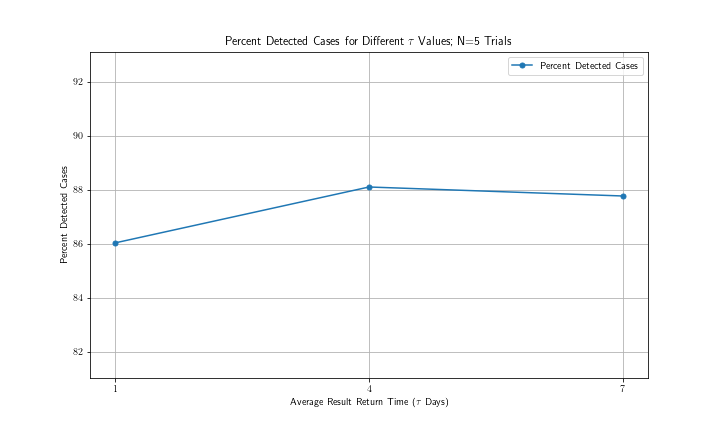 Percent Detected Cases for Different τ Values; N=5 Trials
Percent Detected Cases
92
90
88
86
84
82
Percent Detected Cases
1
4
7
Average Result Return Time (τ Days)